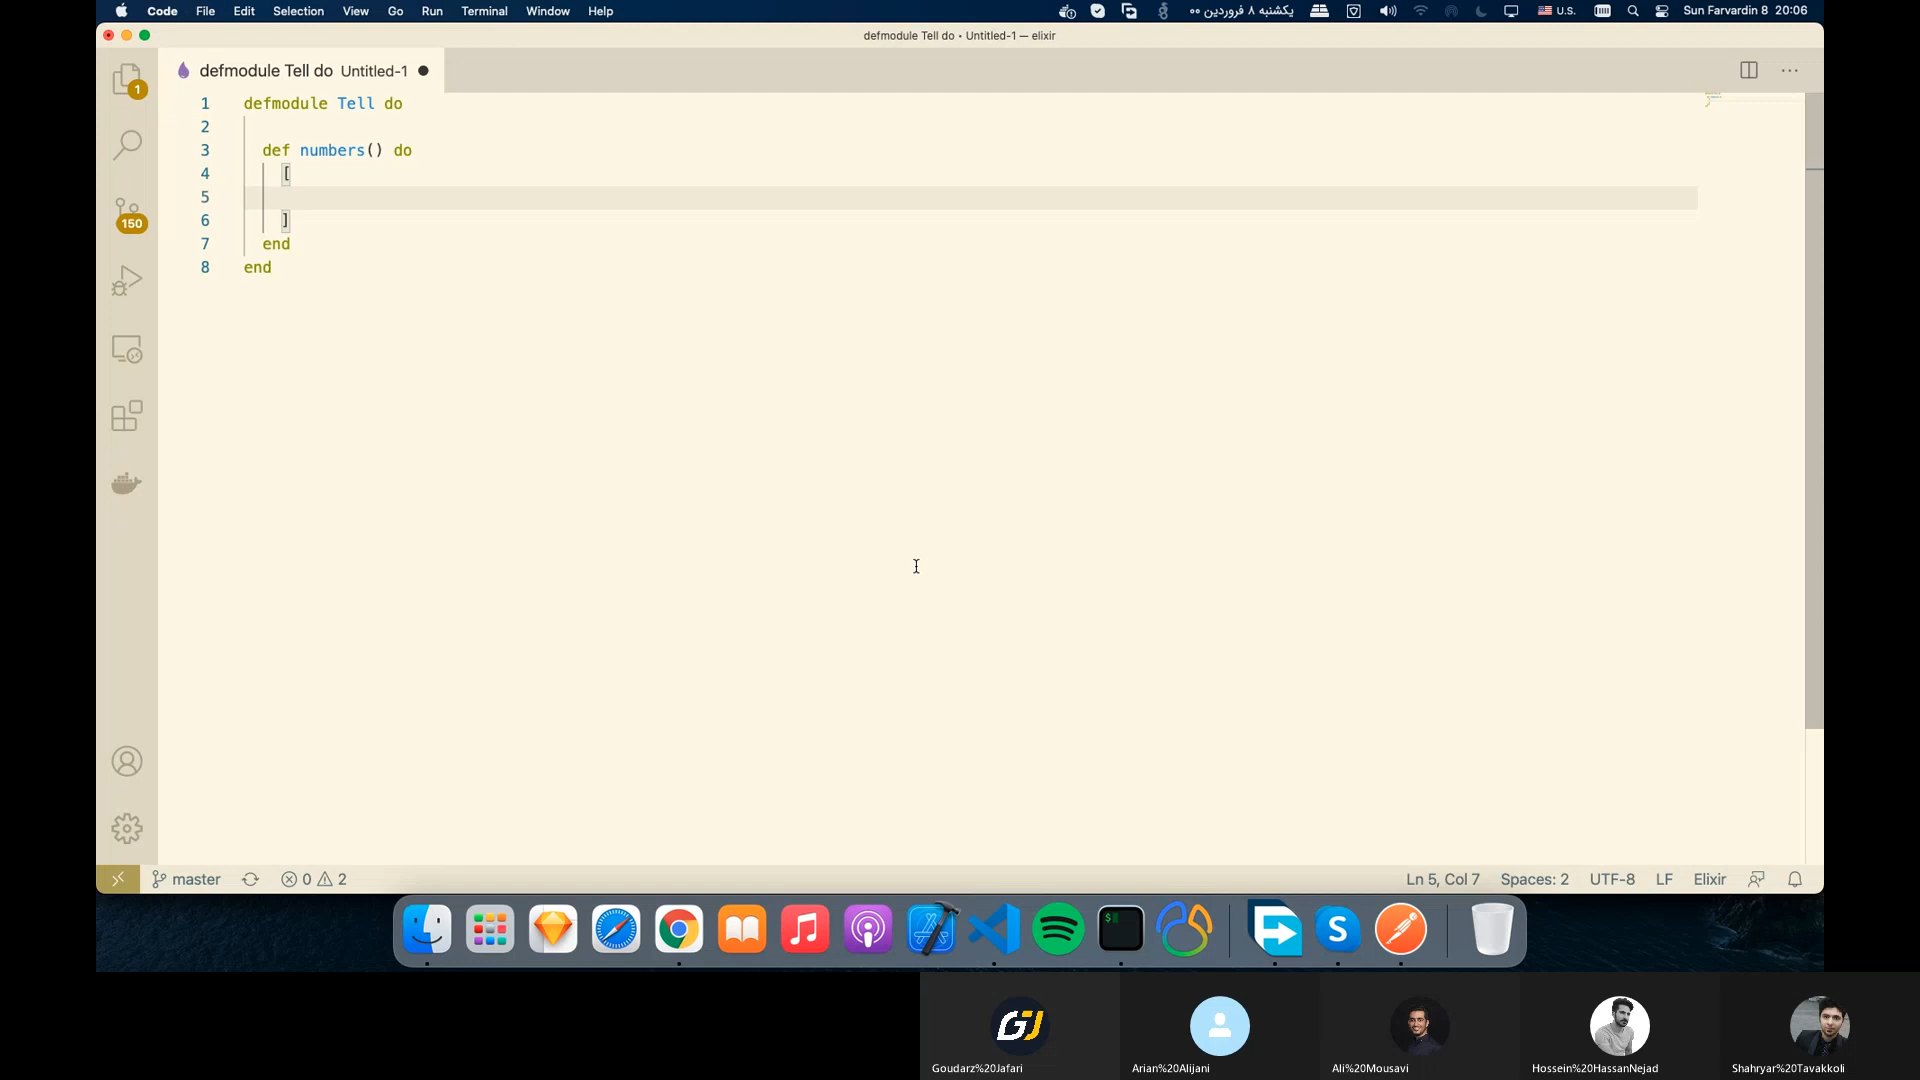 Code File Edit Selection View Go Run Terminal Window Help یکشنبه ۸ فروردین ۰۰ U.S. Sun Farvardin 8 20:06
defmodule Tell do • Untitled-1 — elixir
defmodule Tell do Untitled-1
1 defmodule Tell do
2
3 def numbers() do
4 [
5
6 ]
7 end
8 end
1
150
master 0 2 Ln 5, Col 7 Spaces: 2 UTF-8 LF Elixir
$
S
GJ
Goudarz%20Jafari Arian%20Alijani Ali%20Mousavi Hossein%20HassanNejad Shahryar%20Tavakkoli